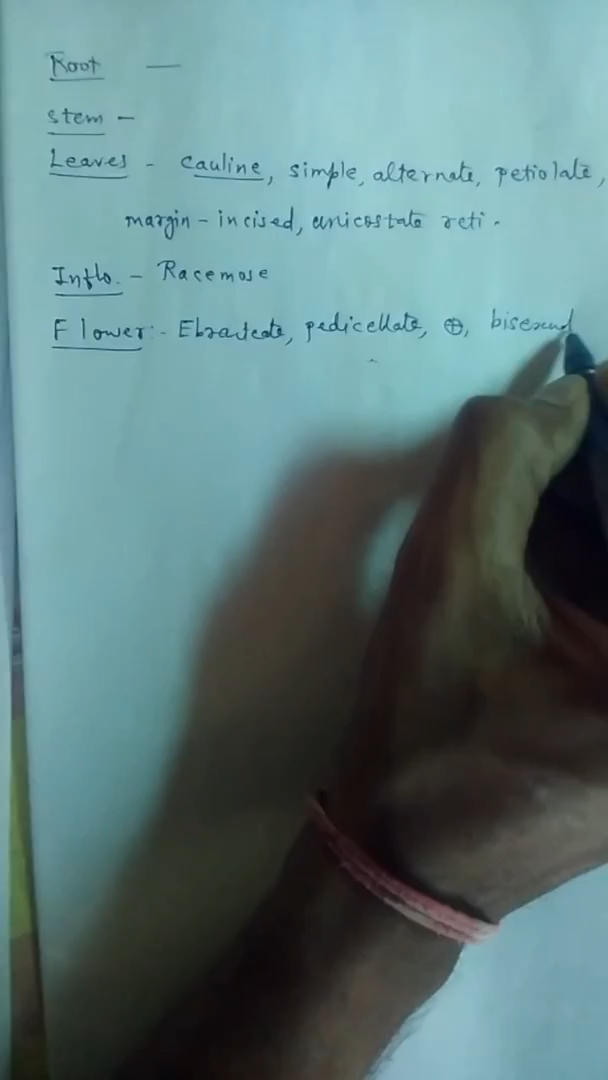 Root —
Stem -
Leaves - cauline, simple, alternate, petiolate,
margin - incised, unicostate reti.
Inflo. - Racemose
Flower:- Ebracteate, pedicellate, ⊕, bisexual